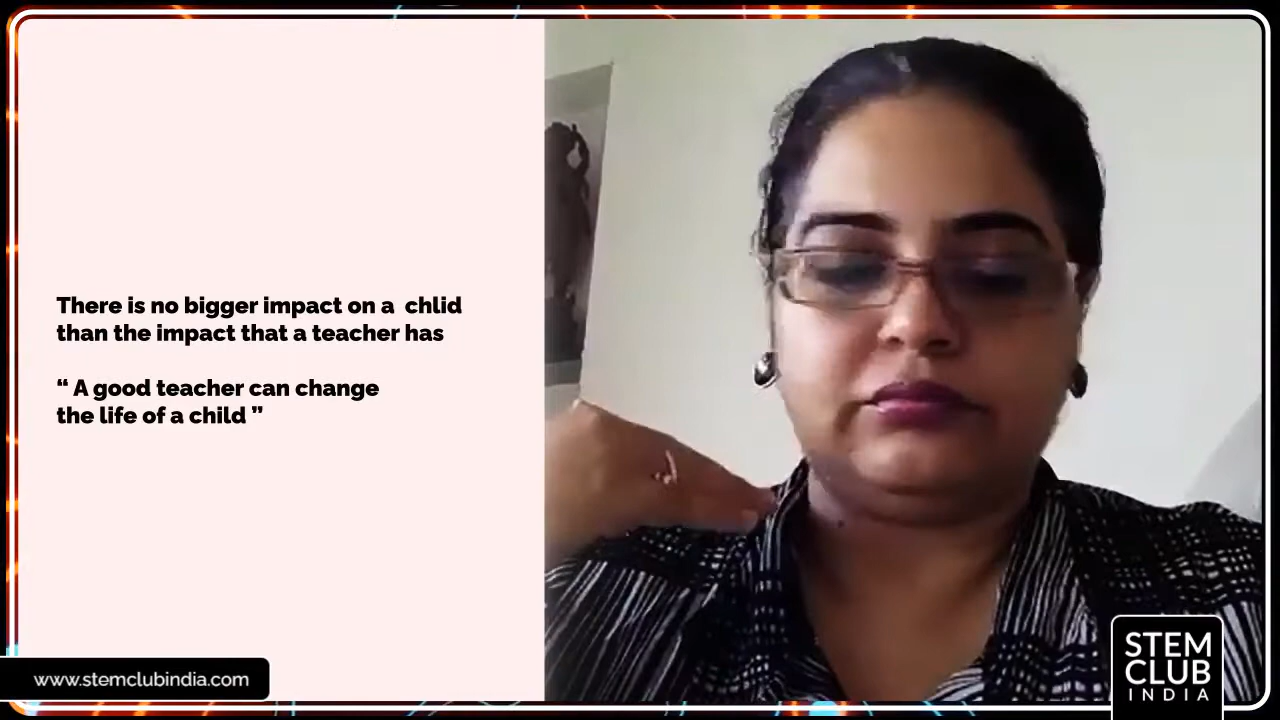 There is no bigger impact on a  chlid
than the impact that a teacher has
“ A good teacher can change
the life of a child ”
www.stemclubindia.com
STEM
CLUB
INDIA